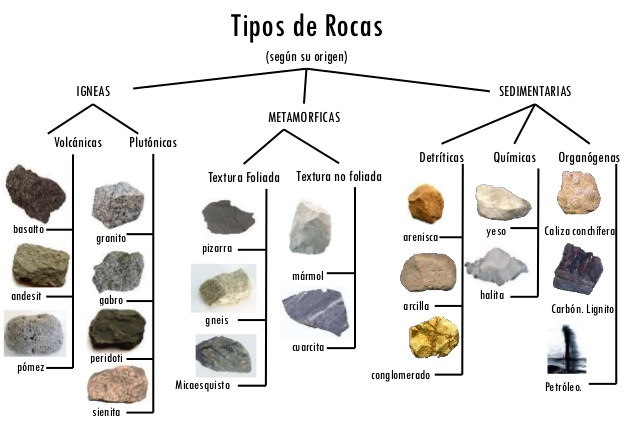 Tipos de Rocas
(según su origen)
IGNEAS
METAMORFICAS
SEDIMENTARIAS
Volcánicas
Plutónicas
Textura Foliada
Textura no foliada
Detríticas
Químicas
Organógenas
basalto
andesit
pómez
granito
gabro
peridoti
sienita
pizarra
gneis
Micaesquisto
mármol
cuarcita
arenisca
arcilla
conglomerado
yeso
halita
Caliza conchífera
Carbón. Lignito
Petróleo.